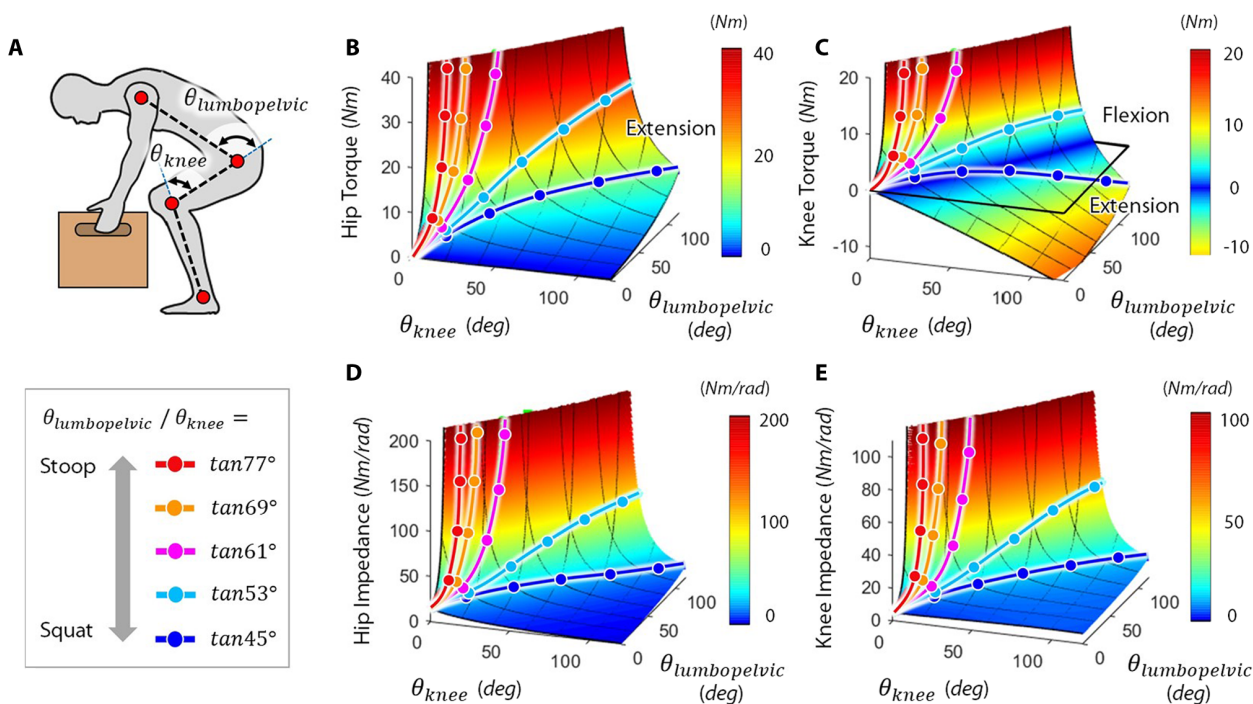 A
θlumbopelvic
θknee
θlumbopelvic / θknee =
Stoop
tan77°
tan69°
tan61°
tan53°
Squat
tan45°
B
(Nm)
40
20
0
Hip Torque (Nm)
40
30
20
10
0
Extension
0
50
100
θknee (deg)
0
50
100
θlumbopelvic
(deg)
C
(Nm)
20
10
0
-10
Knee Torque (Nm)
20
10
0
-10
Flexion
Extension
0
50
100
θknee (deg)
0
50
100
θlumbopelvic
(deg)
D
(Nm/rad)
200
100
0
Hip Impedance (Nm/rad)
200
150
100
50
0
0
50
100
θknee (deg)
0
50
100
θlumbopelvic
(deg)
E
(Nm/rad)
100
50
0
Knee Impedance (Nm/rad)
100
80
60
40
20
0
0
50
100
θknee (deg)
0
50
100
θlumbopelvic
(deg)